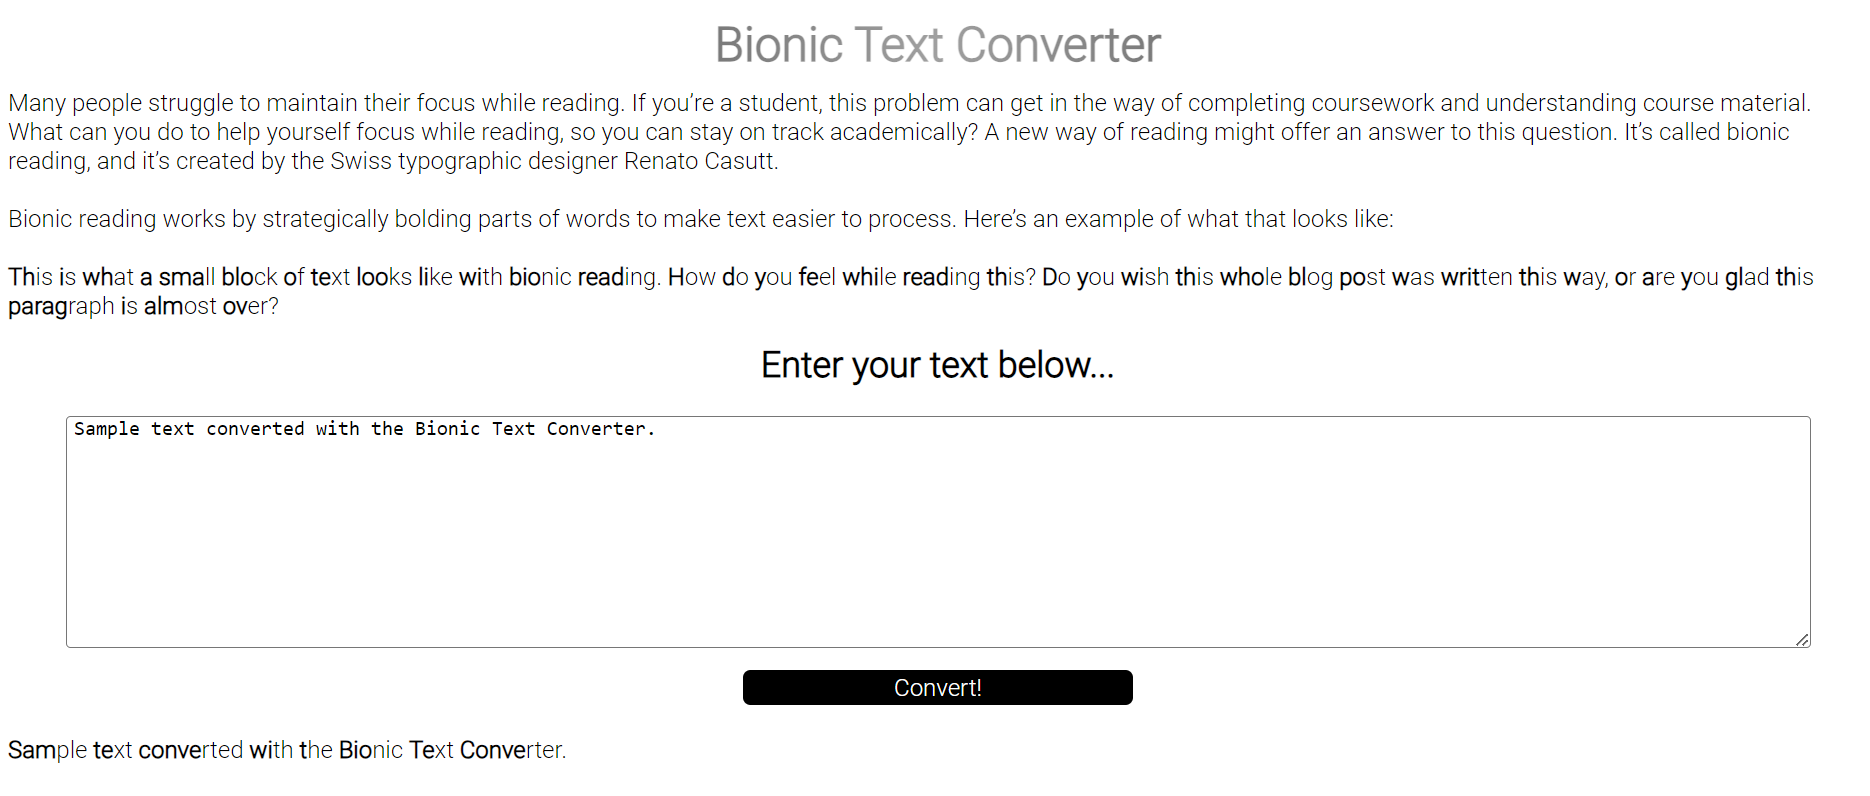 Bionic Text Converter
Many people struggle to maintain their focus while reading. If you’re a student, this problem can get in the way of completing coursework and understanding course material.
What can you do to help yourself focus while reading, so you can stay on track academically? A new way of reading might offer an answer to this question. It’s called bionic
reading, and it’s created by the Swiss typographic designer Renato Casutt.
Bionic reading works by strategically bolding parts of words to make text easier to process. Here’s an example of what that looks like:
This is what a small block of text looks like with bionic reading. How do you feel while reading this? Do you wish this whole blog post was written this way, or are you glad this
paragraph is almost over?
Enter your text below...
Sample text converted with the Bionic Text Converter.
Convert!
Sample text converted with the Bionic Text Converter.